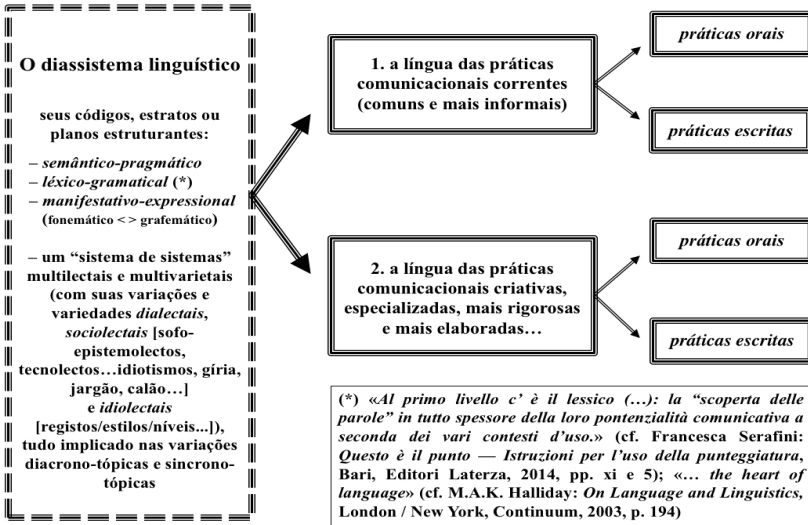 O diassistema linguístico
seus códigos, estratos ou
planos estruturantes:
– semântico-pragmático
– léxico-gramatical (*)
– manifestativo-expressional
(fonemático < > grafemático)
– um “sistema de sistemas”
multilectais e multivarietais
(com suas variações e
variedades dialectais,
sociolectais [sofo-
epistemolectos,
tecnolectos…idiotismos, gíria,
jargão, calão…]
e idiolectais
[registos/estilos/níveis...]),
tudo implicado nas variações
diacrono-tópicas e sincrono-
tópicas
1. a língua das práticas
comunicacionais correntes
(comuns e mais informais)
práticas orais
práticas escritas
2. a língua das práticas
comunicacionais criativas,
especializadas, mais rigorosas
e mais elaboradas…
práticas orais
práticas escritas
(*) «Al primo livello c’ è il lessico (…): la “scoperta delle
parole” in tutto spessore della loro pontenzialità comunicativa a
seconda dei vari contesti d’uso.» (cf. Francesca Serafini:
Questo è il punto — Istruzioni per l’uso della punteggiatura,
Bari, Editori Laterza, 2014, pp. xi e 5); «… the heart of
language» (cf. M.A.K. Halliday: On Language and Linguistics,
London / New York, Continuum, 2003, p. 194)